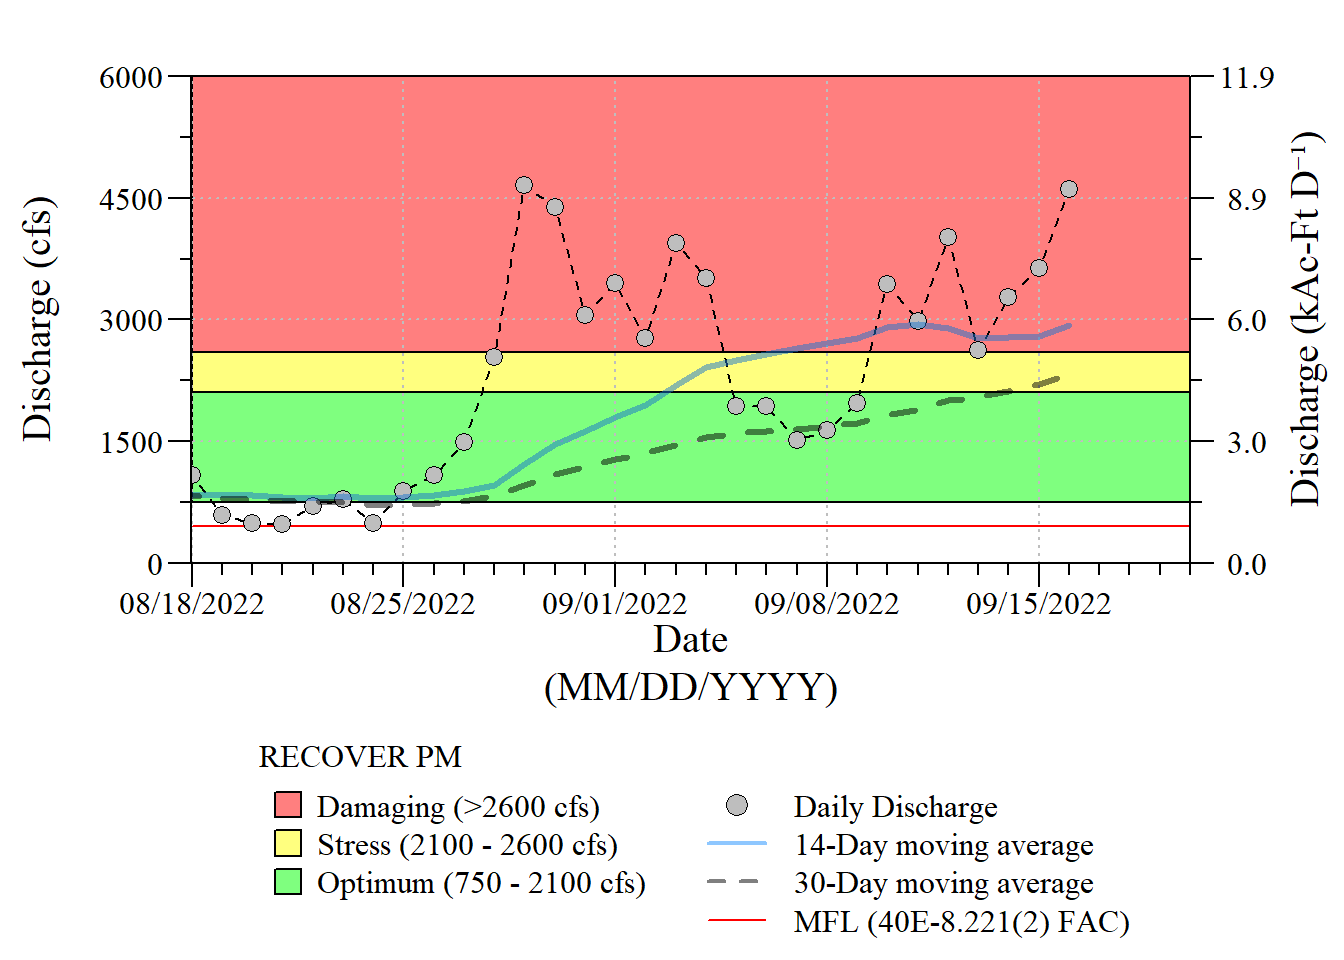 6000
4500
3000
1500
0
Discharge (cfs)
11.9
8.9
6.0
3.0
0.0
Discharge (kAc-Ft D⁻¹)
08/18/2022 08/25/2022 09/01/2022 09/08/2022 09/15/2022
Date
(MM/DD/YYYY)
RECOVER PM
Damaging (>2600 cfs)
Stress (2100 - 2600 cfs)
Optimum (750 - 2100 cfs)
Daily Discharge
14-Day moving average
30-Day moving average
MFL (40E-8.221(2) FAC)